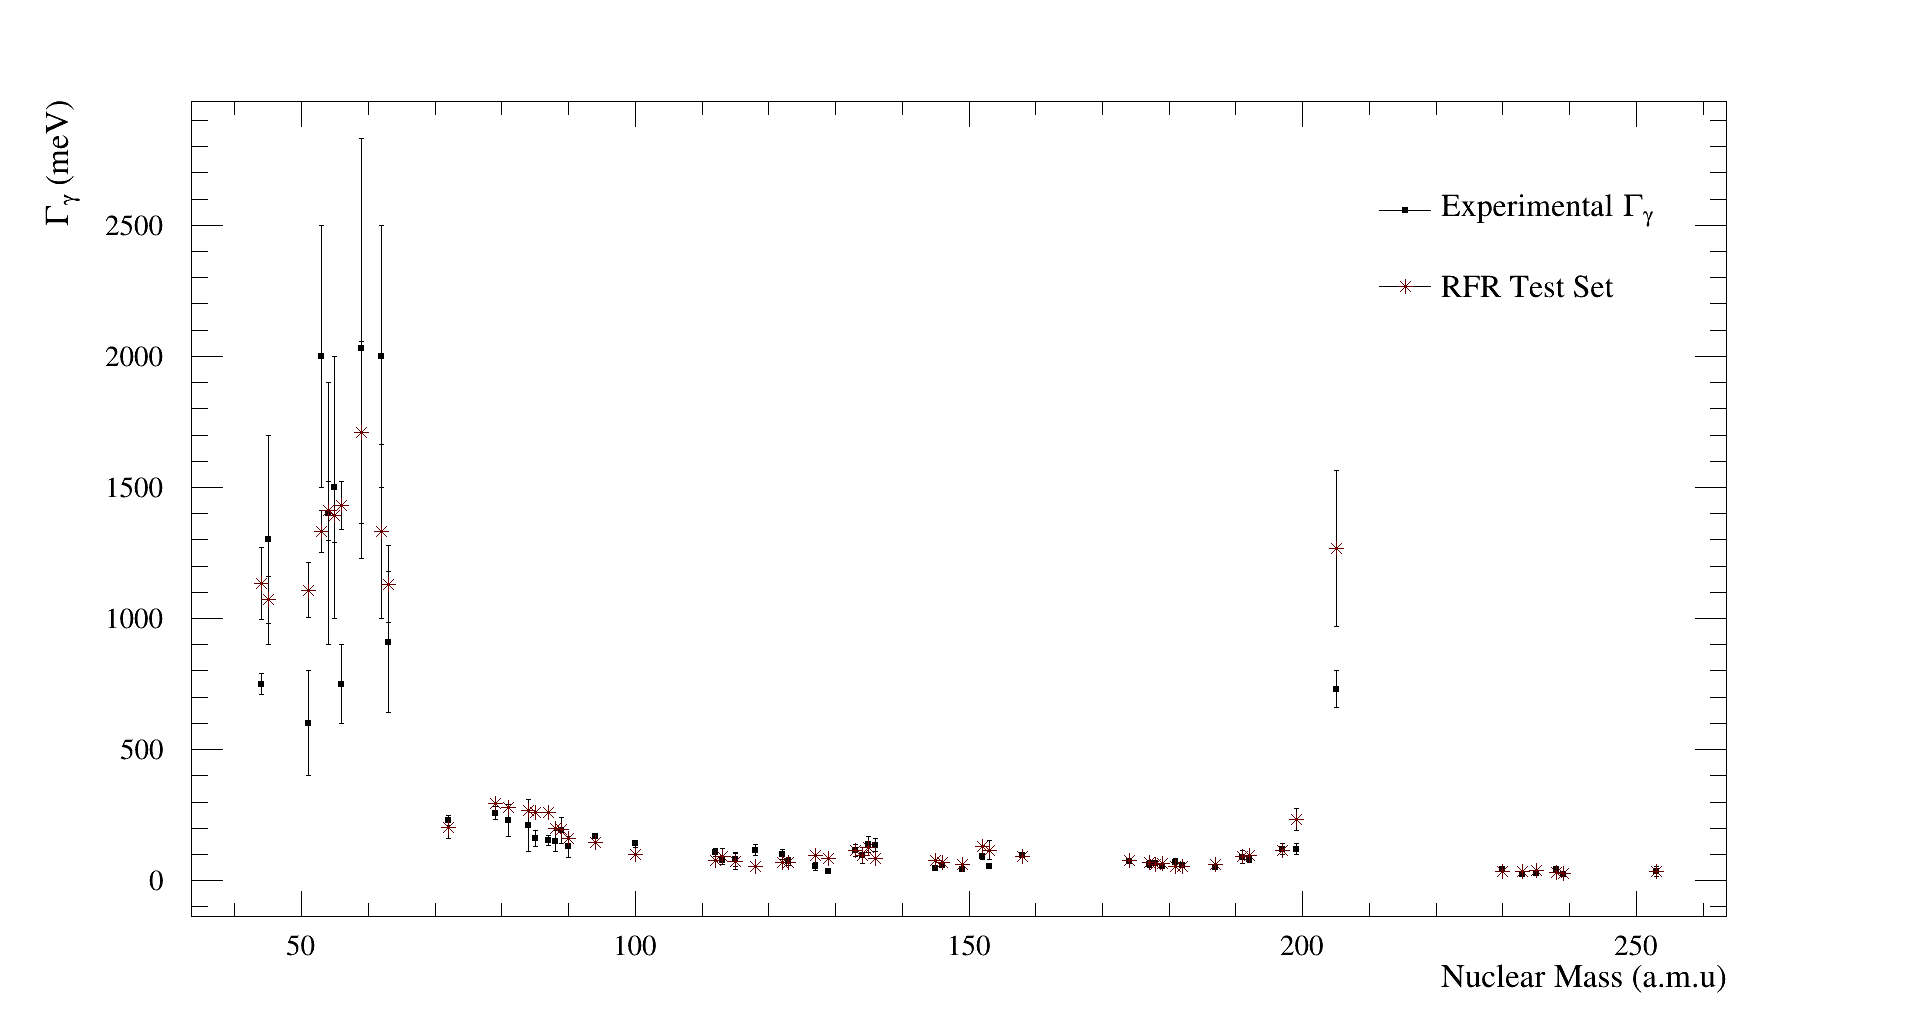 Γγ (meV)
2500
2000
1500
1000
500
0
Experimental Γγ
RFR Test Set
50 100 150 200 250
Nuclear Mass (a.m.u)